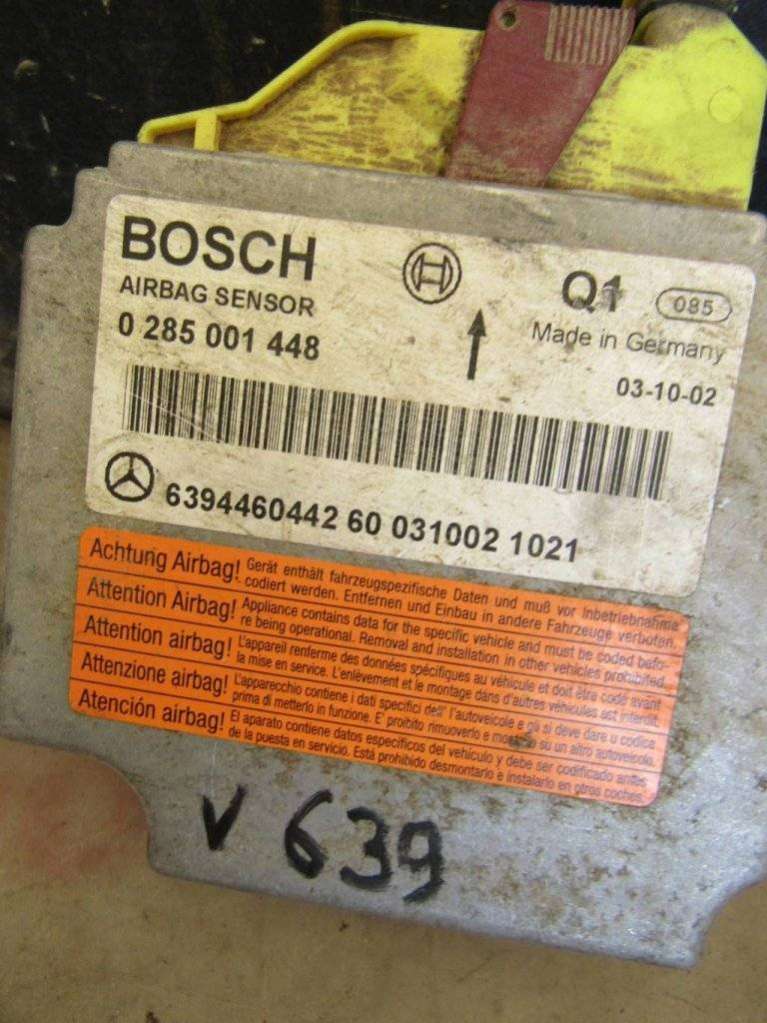 BOSCH
AIRBAG SENSOR
0 285 001 448
Q1
085
Made in Germany
03-10-02
6394460442 60 031002 1021
Achtung Airbag! Gerät enthält fahrzeugspezifische Daten und muß vor Inbetriebnahme
codiert werden. Entfernen und Einbau in andere Fahrzeuge verboten.
Attention Airbag! Appliance contains data for the specific vehicle and must be coded befo-
re being operational. Removal and installation in other vehicles prohibited.
Attention airbag! L'appareil renferme des données spécifiques au véhicule et doit être codé avant
la mise en service. L'enlèvement et le montage dans d'autres véhicules est interdit.
Attenzione airbag! L'apparecchio contiene i dati specifici dell' l'autoveicolo e gli si deve dare u codice
prima di metterlo in funzione. E' proibito rimuoverlo e montarlo su un altro autoveicolo.
Atención airbag! El aparato contiene datos específicos del vehículo y debe ser codificado antes
de la puesta en servicio. Está prohibido desmontarlo e instalarlo en otros coches.
V 639